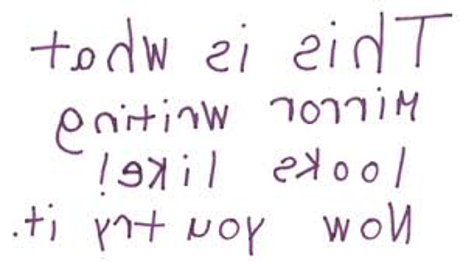 This is what
Mirror Writing
looks like!
Now you try it.